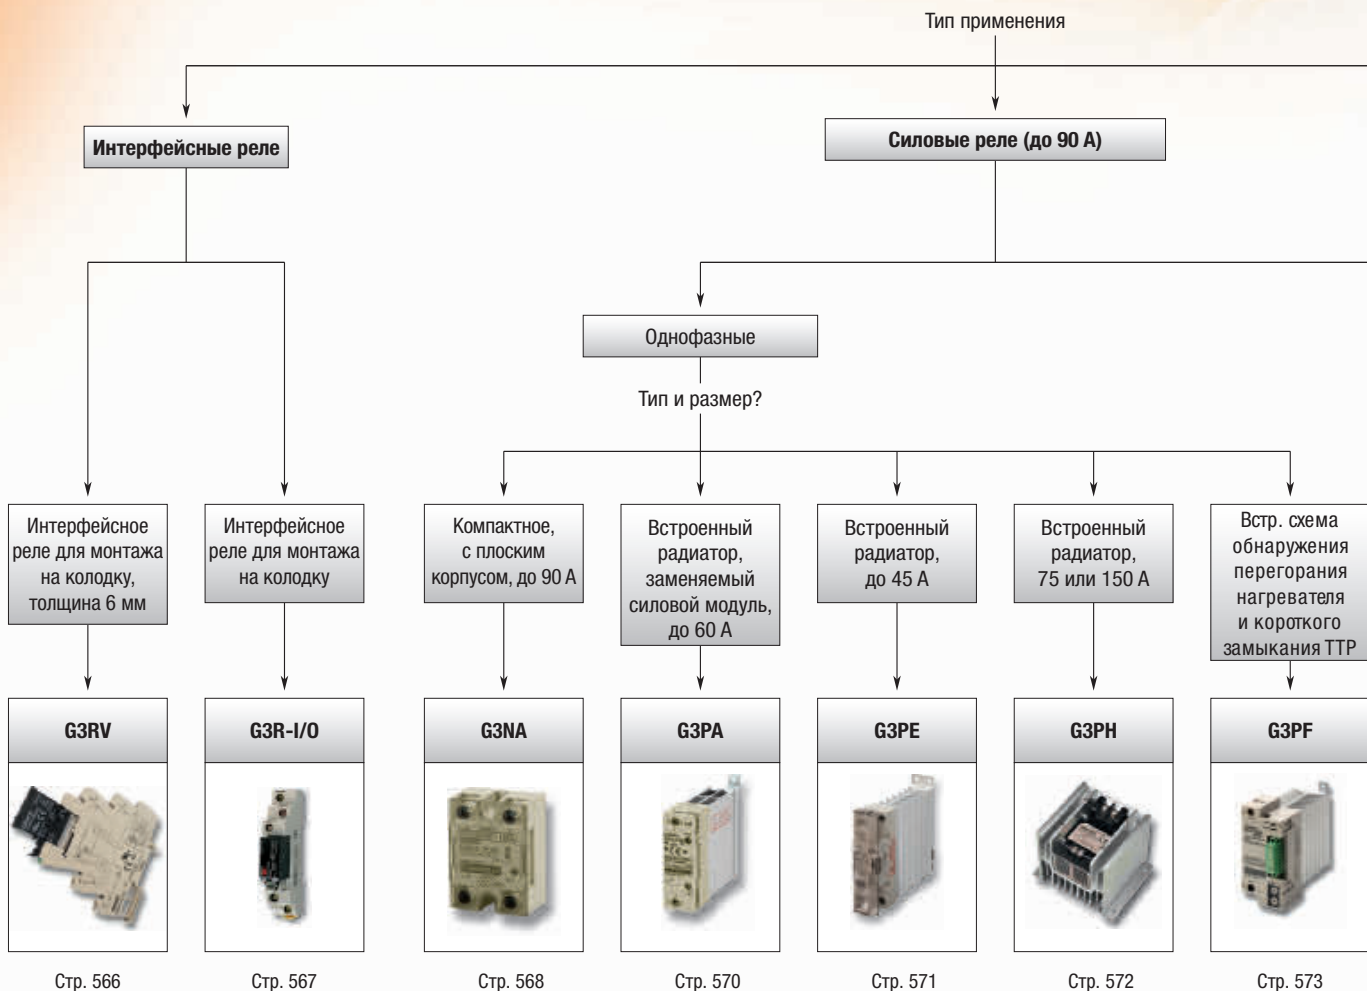 Тип применения
Интерфейсные реле
Силовые реле (до 90 А)
Однофазные
Тип и размер?
Интерфейсное
реле для монтажа
на колодку,
толщина 6 мм
Интерфейсное
реле для монтажа
на колодку
Компактное,
с плоским
корпусом, до 90 А
Встроенный
радиатор,
заменяемый
силовой модуль,
до 60 А
Встроенный
радиатор,
до 45 А
Встроенный
радиатор,
75 или 150 А
Встр. схема
обнаружения
перегорания
нагревателя
и короткого
замыкания ТТР
G3RV
G3R-I/O
G3NA
G3PA
G3PE
G3PH
G3PF
Стр. 566
Стр. 567
Стр. 568
Стр. 570
Стр. 571
Стр. 572
Стр. 573